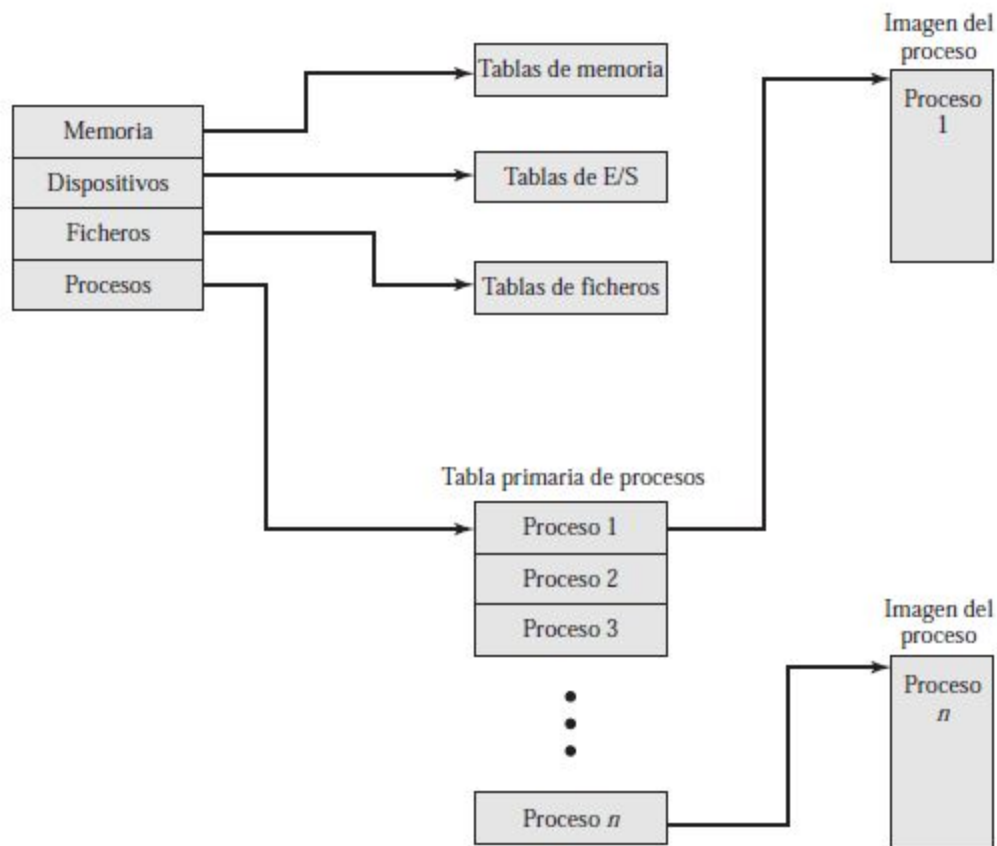 Memoria
Dispositivos
Ficheros
Procesos
Tablas de memoria
Tablas de E/S
Tablas de ficheros
Tabla primaria de procesos
Proceso 1
Proceso 2
Proceso 3
Proceso n
Imagen del
proceso
Proceso
1
Imagen del
proceso
Proceso
n